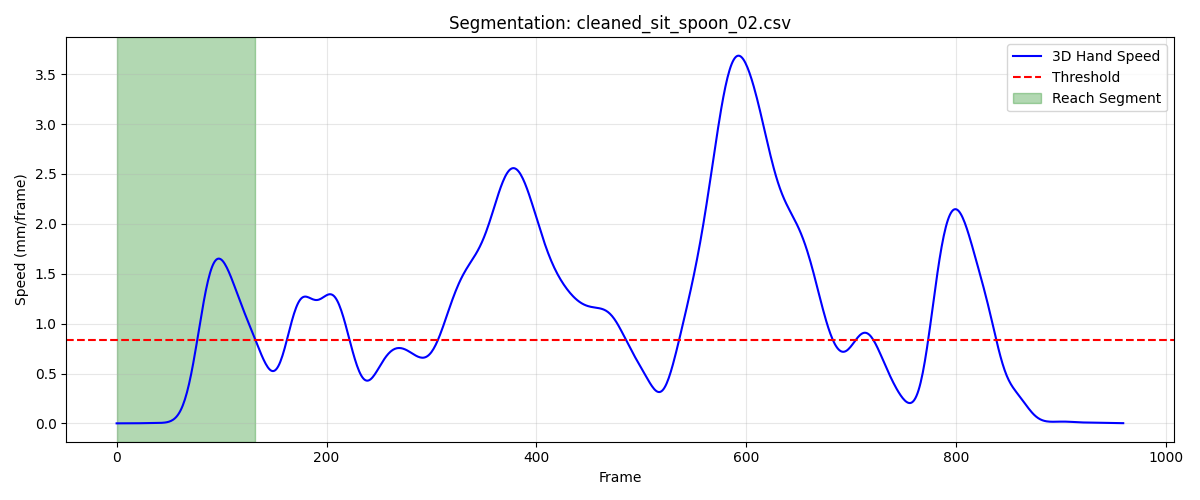 Segmentation: cleaned_sit_spoon_02.csv
3D Hand Speed
Threshold
Reach Segment
Speed (mm/frame)
3.5
3.0
2.5
2.0
1.5
1.0
0.5
0.0
0 200 400 600 800 1000
Frame